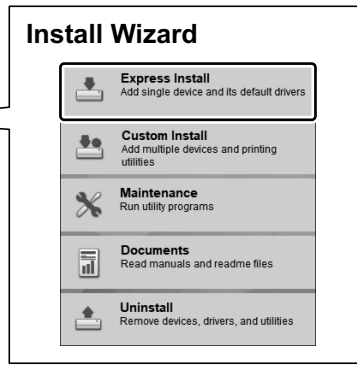 Install Wizard
Express Install
Add single device and its default drivers
Custom Install
Add multiple devices and printing
utilities
Maintenance
Run utility programs
Documents
Read manuals and readme files
Uninstall
Remove devices, drivers, and utilities